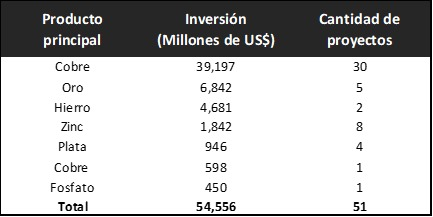 Producto principal Inversión (Millones de US$) Cantidad de proyectos
Cobre 39,197 30
Oro 6,842 5
Hierro 4,681 2
Zinc 1,842 8
Plata 946 4
Cobre 598 1
Fosfato 450 1
Total 54,556 51